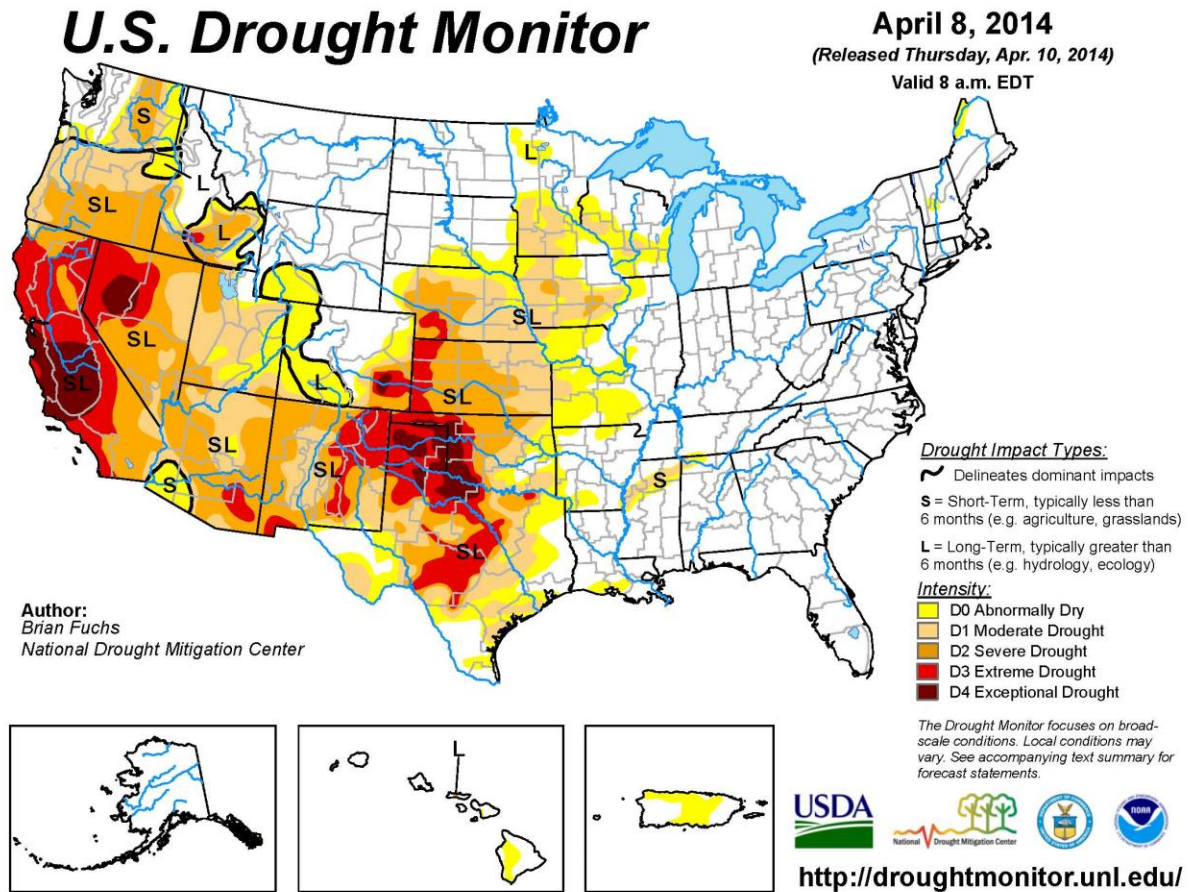 U.S. Drought Monitor
April 8, 2014
(Released Thursday, Apr. 10, 2014)
Valid 8 a.m. EDT
S
L
L
SL
L
SL
SL
SL
L
SL
SL
S
SL
S
SL
Drought Impact Types:
Delineates dominant impacts
S = Short-Term, typically less than
6 months (e.g. agriculture, grasslands)
L = Long-Term, typically greater than
6 months (e.g. hydrology, ecology)
Intensity:
D0 Abnormally Dry
D1 Moderate Drought
D2 Severe Drought
D3 Extreme Drought
D4 Exceptional Drought
Author:
Brian Fuchs
National Drought Mitigation Center
The Drought Monitor focuses on broad-
scale conditions. Local conditions may
vary. See accompanying text summary for
forecast statements.
L
USDA
National Drought Mitigation Center
NOAA
http://droughtmonitor.unl.edu/